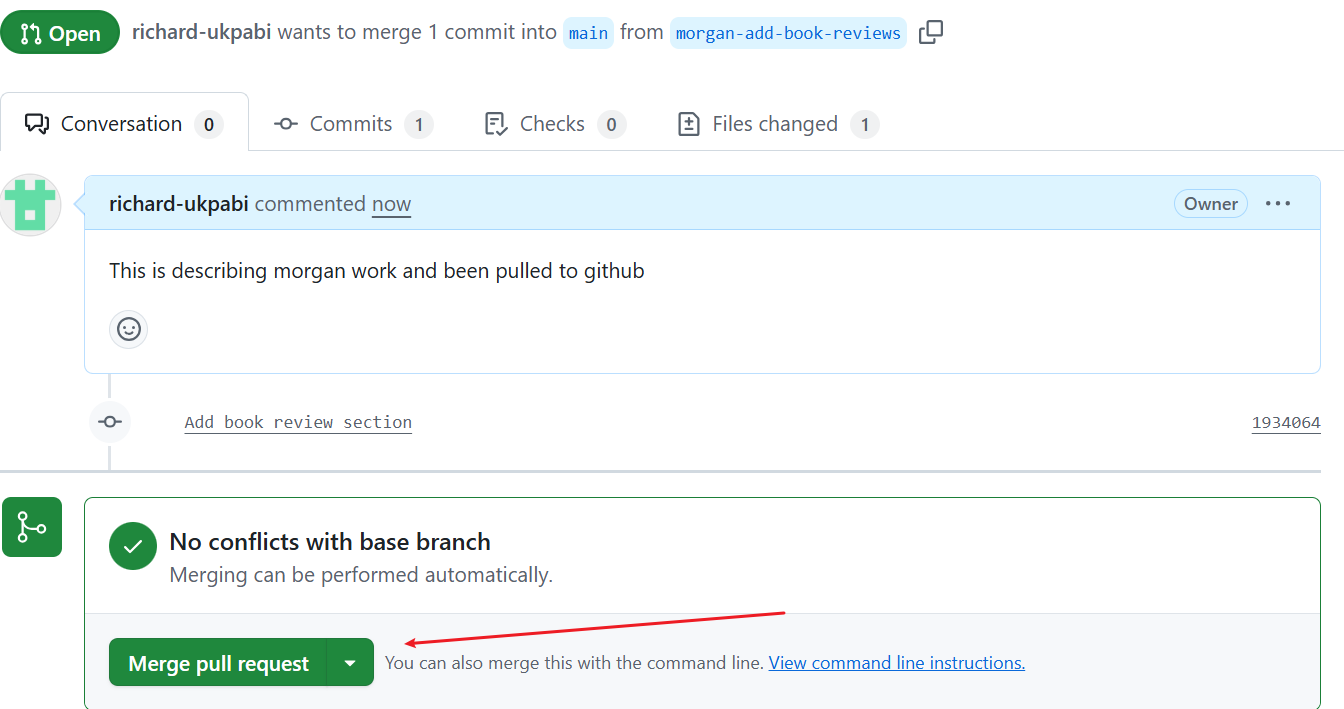 Open richard-ukpabi wants to merge 1 commit into main from morgan-add-book-reviews
Conversation 0 Commits 1 Checks 0 Files changed 1
richard-ukpabi commented now Owner
This is describing morgan work and been pulled to github
Add book review section 1934064
No conflicts with base branch
Merging can be performed automatically.
Merge pull request You can also merge this with the command line. View command line instructions.